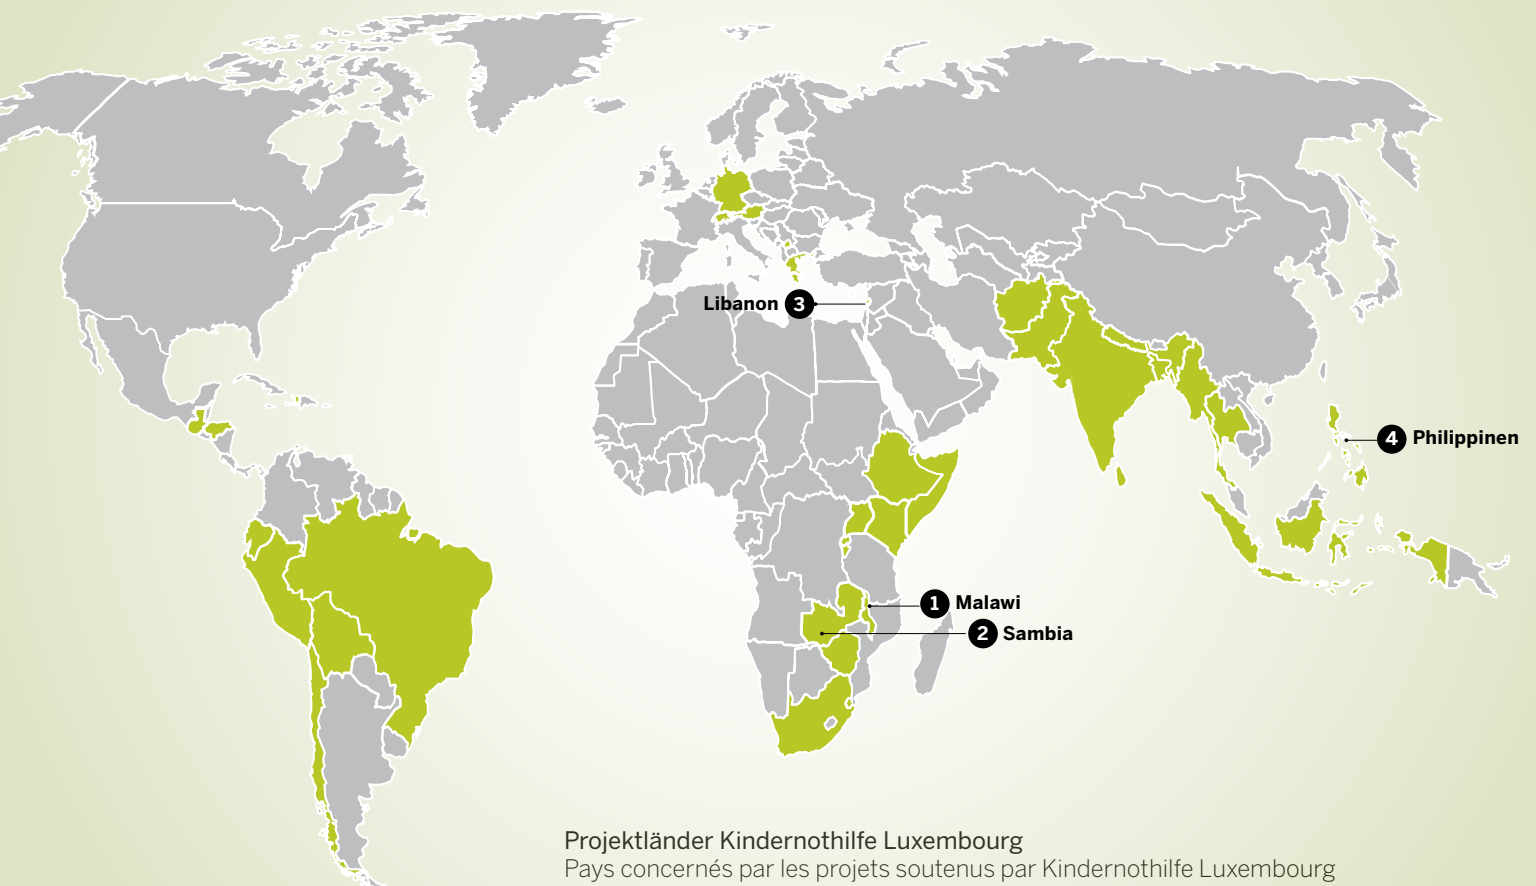 Libanon 3
4 Philippinen
1 Malawi
2 Sambia
Projektländer Kindernothilfe Luxembourg
Pays concernés par les projets soutenus par Kindernothilfe Luxembourg